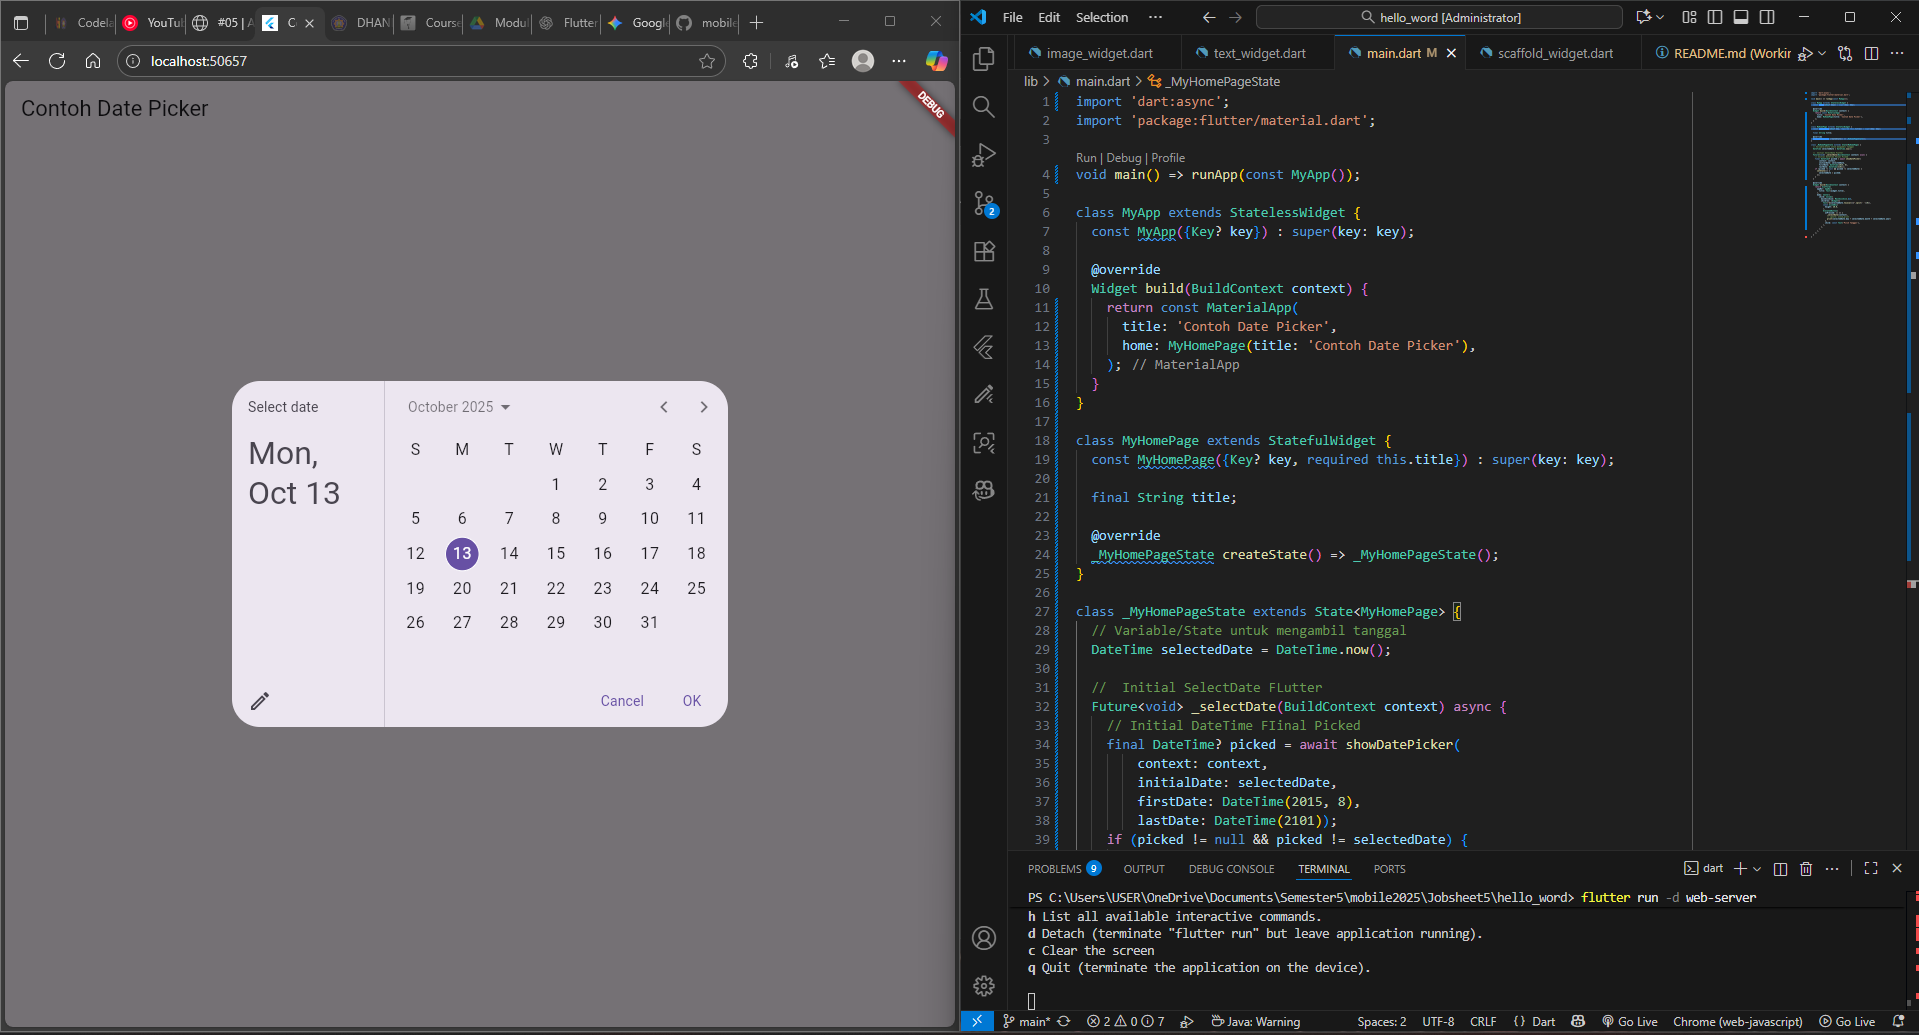 Codela
YouTu
#05 | A
C
DHAN
Course
Modul
Flutter
Google
mobile
localhost:50657
DEBUG
Contoh Date Picker
Select date
Mon,
Oct 13
October 2025
S M T W T F S
1 2 3 4
5 6 7 8 9 10 11
12 13 14 15 16 17 18
19 20 21 22 23 24 25
26 27 28 29 30 31
Cancel OK
File Edit Selection ···
hello_word [Administrator]
image_widget.dart
text_widget.dart
main.dart M
scaffold_widget.dart
README.md (Workin
lib > main.dart > _MyHomePageState
1 import 'dart:async';
2 import 'package:flutter/material.dart';
3
Run | Debug | Profile
4 void main() => runApp(const MyApp());
5
6 class MyApp extends StatelessWidget {
7 const MyApp({Key? key}) : super(key: key);
8
9 @override
10 Widget build(BuildContext context) {
11 return const MaterialApp(
12 title: 'Contoh Date Picker',
13 home: MyHomePage(title: 'Contoh Date Picker'),
14 ); // MaterialApp
15 }
16 }
17
18 class MyHomePage extends StatefulWidget {
19 const MyHomePage({Key? key, required this.title}) : super(key: key);
20
21 final String title;
22
23 @override
24 _MyHomePageState createState() => _MyHomePageState();
25 }
26
27 class _MyHomePageState extends State<MyHomePage> {
28 // Variable/State untuk mengambil tanggal
29 DateTime selectedDate = DateTime.now();
30
31 //  Initial SelectDate FLutter
32 Future<void> _selectDate(BuildContext context) async {
33 // Initial DateTime FIinal Picked
34 final DateTime? picked = await showDatePicker(
35 context: context,
36 initialDate: selectedDate,
37 firstDate: DateTime(2015, 8),
38 lastDate: DateTime(2101));
39 if (picked != null && picked != selectedDate) {
2
PROBLEMS 9 OUTPUT DEBUG CONSOLE TERMINAL PORTS
dart
PS C:\Users\USER\OneDrive\Documents\Semester5\mobile2025\Jobsheet5\hello_word> flutter run -d web-server
h List all available interactive commands.
d Detach (terminate "flutter run" but leave application running).
c Clear the screen
q Quit (terminate the application on the device).
main* 2 0 7 Java: Warning Spaces: 2 UTF-8 CRLF {} Dart Go Live Chrome (web-javascript) Go Live